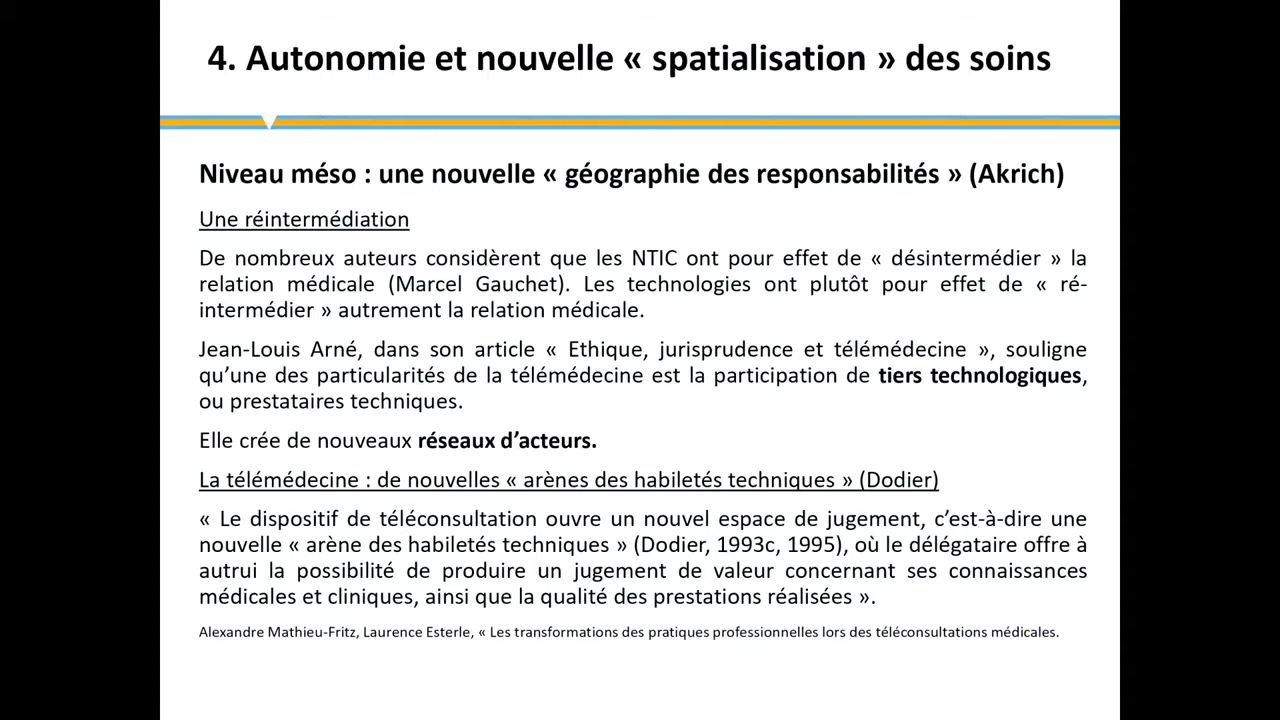 4. Autonomie et nouvelle « spatialisation » des soins
Niveau méso : une nouvelle « géographie des responsabilités » (Akrich)
Une réintermédiation
De nombreux auteurs considèrent que les NTIC ont pour effet de « désintermédier » la
relation médicale (Marcel Gauchet). Les technologies ont plutôt pour effet de « ré-
intermédier » autrement la relation médicale.
Jean-Louis Arné, dans son article « Ethique, jurisprudence et télémédecine », souligne
qu’une des particularités de la télémédecine est la participation de tiers technologiques,
ou prestataires techniques.
Elle crée de nouveaux réseaux d’acteurs.
La télémédecine : de nouvelles « arènes des habiletés techniques » (Dodier)
« Le dispositif de téléconsultation ouvre un nouvel espace de jugement, c’est-à-dire une
nouvelle « arène des habiletés techniques » (Dodier, 1993c, 1995), où le délégataire offre à
autrui la possibilité de produire un jugement de valeur concernant ses connaissances
médicales et cliniques, ainsi que la qualité des prestations réalisées ».
Alexandre Mathieu-Fritz, Laurence Esterle, « Les transformations des pratiques professionnelles lors des téléconsultations médicales.